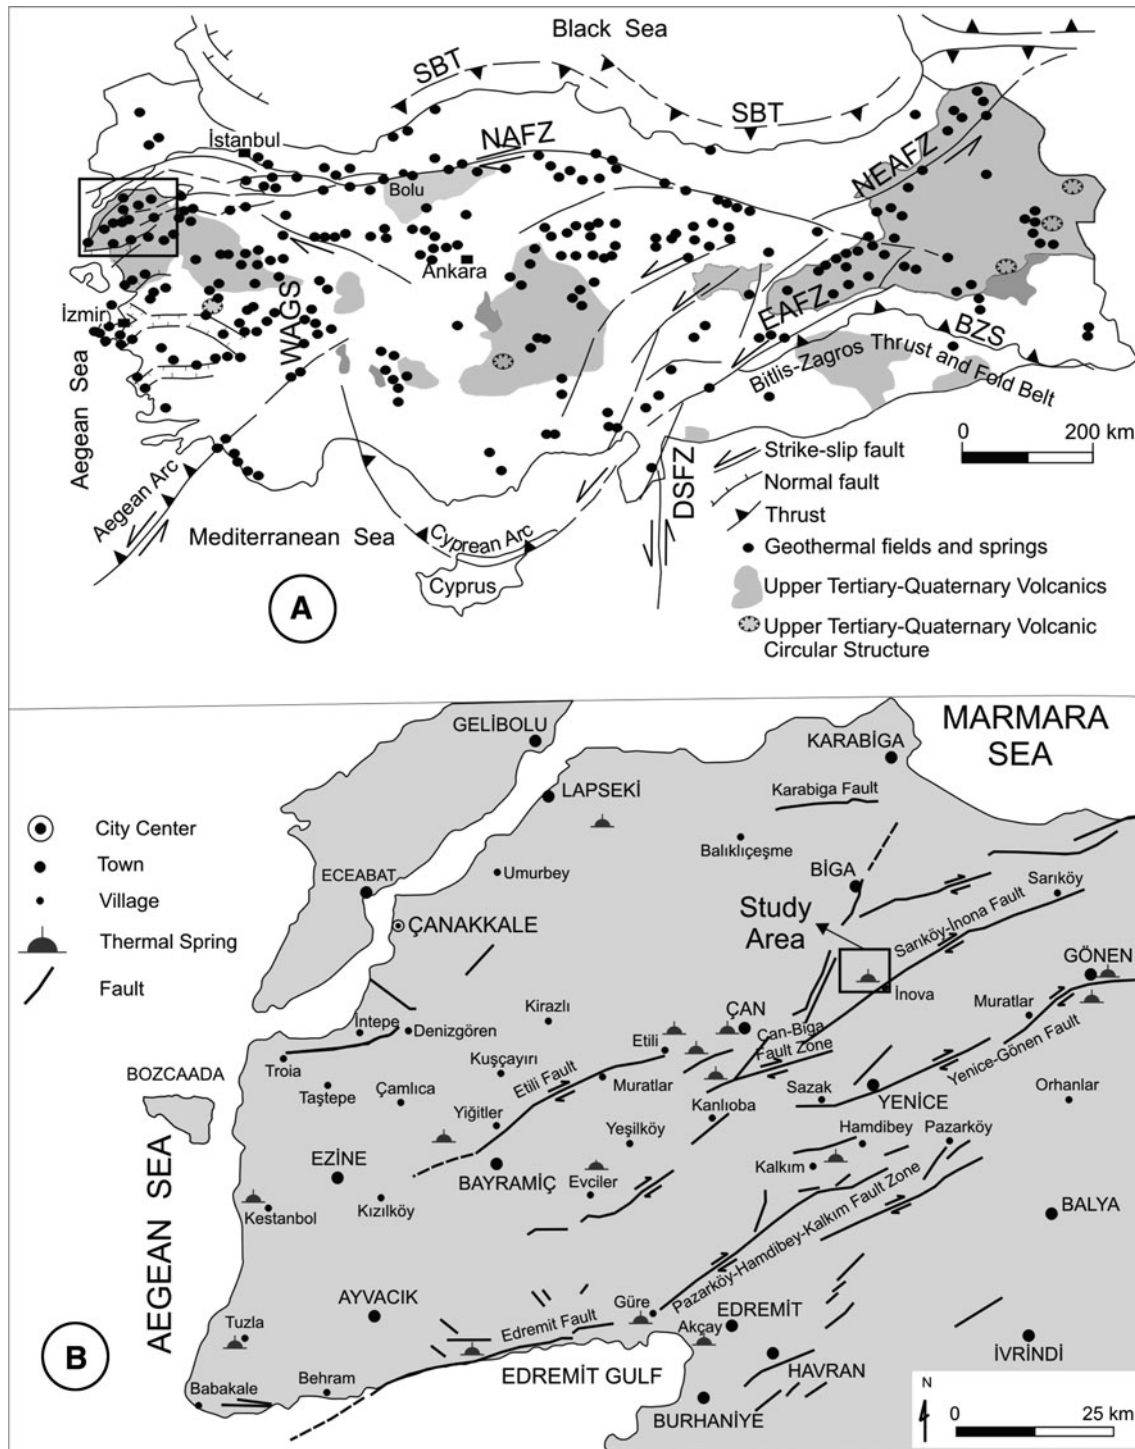 Black Sea
SBT
SBT
İstanbul
NAFZ
NEAFZ
Bolu
Ankara
İzmir
WAGS
EAFZ
BZS
Bitlis-Zagros Thrust and Fold Belt
Aegean Sea
0 200 km
Aegean Arc
Mediterranean Sea
Cyprean Arc
Cyprus
DSFZ
Strike-slip fault
Normal fault
Thrust
Geothermal fields and springs
Upper Tertiary-Quaternary Volcanics
Upper Tertiary-Quaternary Volcanic
Circular Structure
A
MARMARA
SEA
GELİBOLU
KARABİGA
LAPSEKİ
Karabiga Fault
City Center
Town
Village
Thermal Spring
Fault
Balıklıçeşme
ECEABAT
Umurbey
BİGA
Sarıköy
ÇANAKKALE
Study
Area
Sarıköy-İnona Fault
GÖNEN
İnova
Kirazlı
ÇAN
Muratlar
İntepe
Denizgören
Etili
Can-Biga
Fault Zone
Yenice-Gönen Fault
Troia
Kuşçayırı
BOZCAADA
Taştepe
Çamlıca
Etili Fault
Muratlar
Sazak
YENİCE
Orhanlar
Yiğitler
Kanlıoba
Yeşilköy
Hamdibey
Pazarköy
EZİNE
BAYRAMİÇ
Evciler
Kalkım
Kestanbol
Kızılköy
BALYA
AEGEAN SEA
Pazarköy-Hamdibey-Kalkım Fault Zone
AYVACIK
Güre
EDREMİT
Tuzla
Edremit Fault
Akçay
İVRİNDİ
B
Behram
EDREMİT GULF
HAVRAN
Babakale
BURHANİYE
N
0 25 km